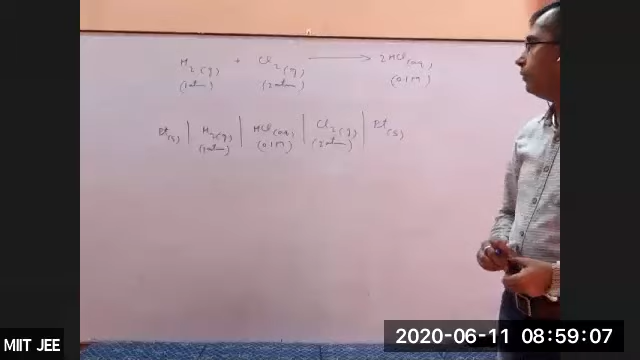 H₂(g) + Cl₂(g) ⟶ 2HCl(aq)
(1atm) (2atm) (0.1M)
Pt(s) | H₂(g) | HCl(aq) | Cl₂(g) | Pt(s)
(1atm) (0.1M) (2atm)
MIIT JEE
2020-06-11 08:59:07